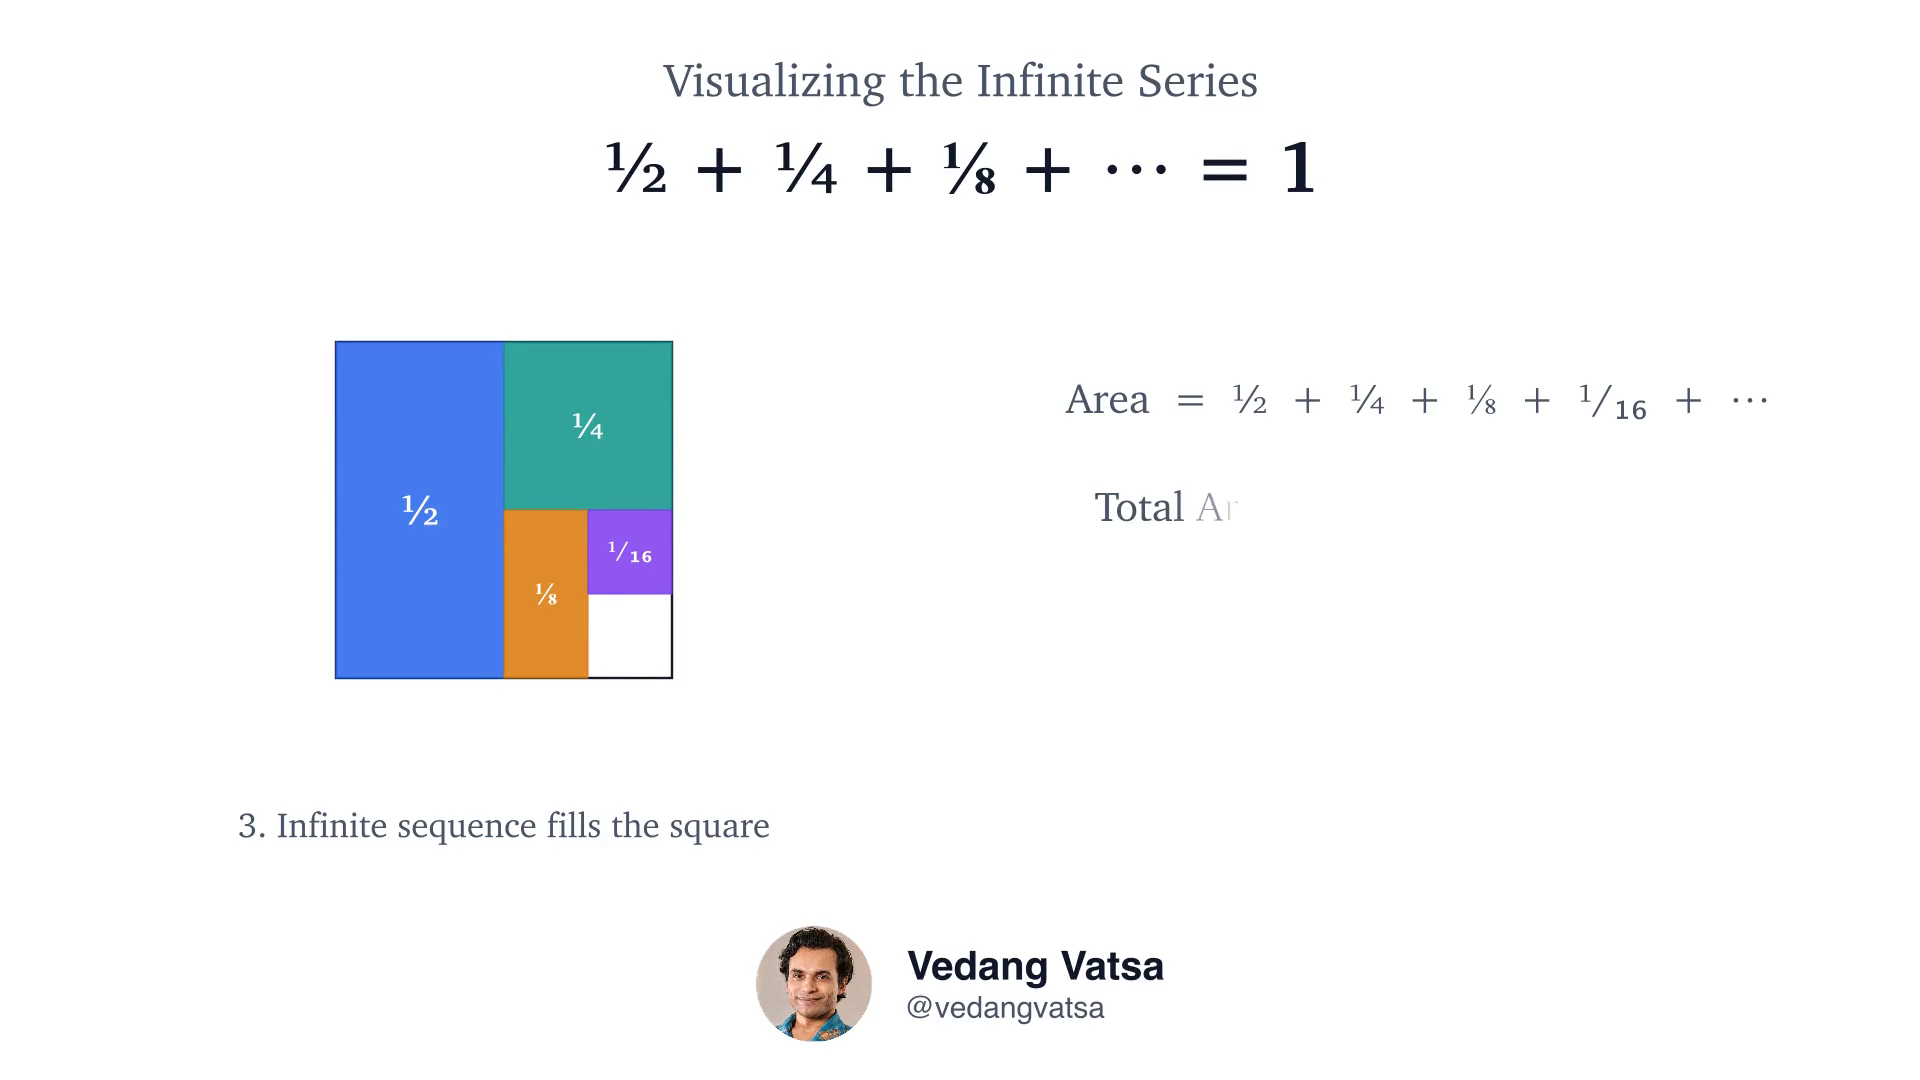 Visualizing the Infinite Series
½ + ¼ + ⅛ + ⋯ = 1
½
¼
⅛
¹/₁₆
Area = ½ + ¼ + ⅛ + ¹/₁₆ + ⋯
Total
3. Infinite sequence fills the square
Vedang Vatsa
@vedangvatsa